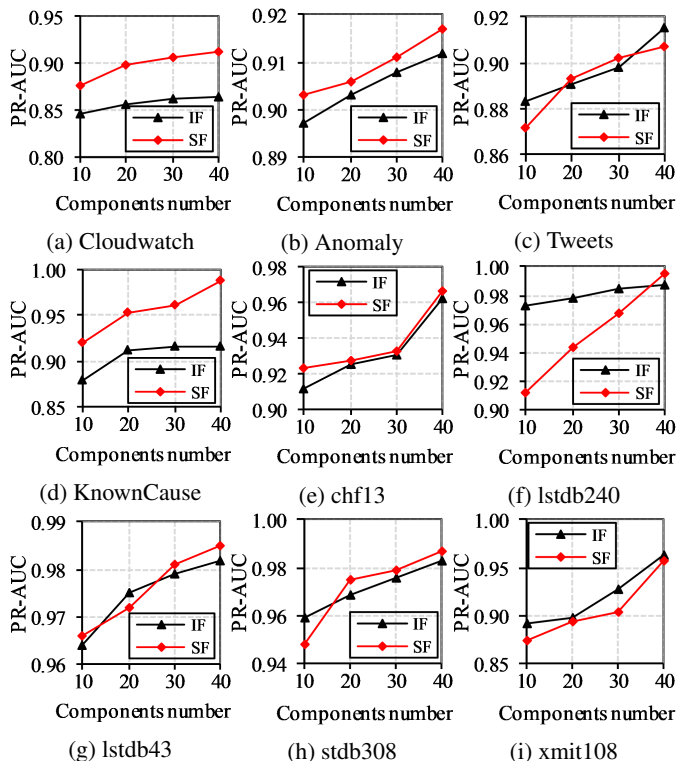 0.95
0.90
0.85
0.80
PR-AUC
IF
SF
10 20 30 40
Components number
(a) Cloudwatch
0.92
0.91
0.90
0.89
PR-AUC
IF
SF
10 20 30 40
Components number
(b) Anomaly
0.92
0.90
0.88
0.86
PR-AUC
IF
SF
10 20 30 40
Components number
(c) Tweets
1.00
0.95
0.90
0.85
PR-AUC
IF
SF
10 20 30 40
Components number
(d) KnownCause
0.98
0.96
0.94
0.92
0.90
PR-AUC
IF
SF
10 20 30 40
Components number
(e) chf13
1.00
0.98
0.96
0.94
0.92
0.90
PR-AUC
IF
SF
10 20 30 40
Components number
(f) lstdb240
0.99
0.98
0.97
0.96
PR-AUC
IF
SF
10 20 30 40
Components number
(g) lstdb43
1.00
0.98
0.96
0.94
PR-AUC
IF
SF
10 20 30 40
Components number
(h) stdb308
1.00
0.95
0.90
0.85
PR-AUC
IF
SF
10 20 30 40
Components number
(i) xmit108